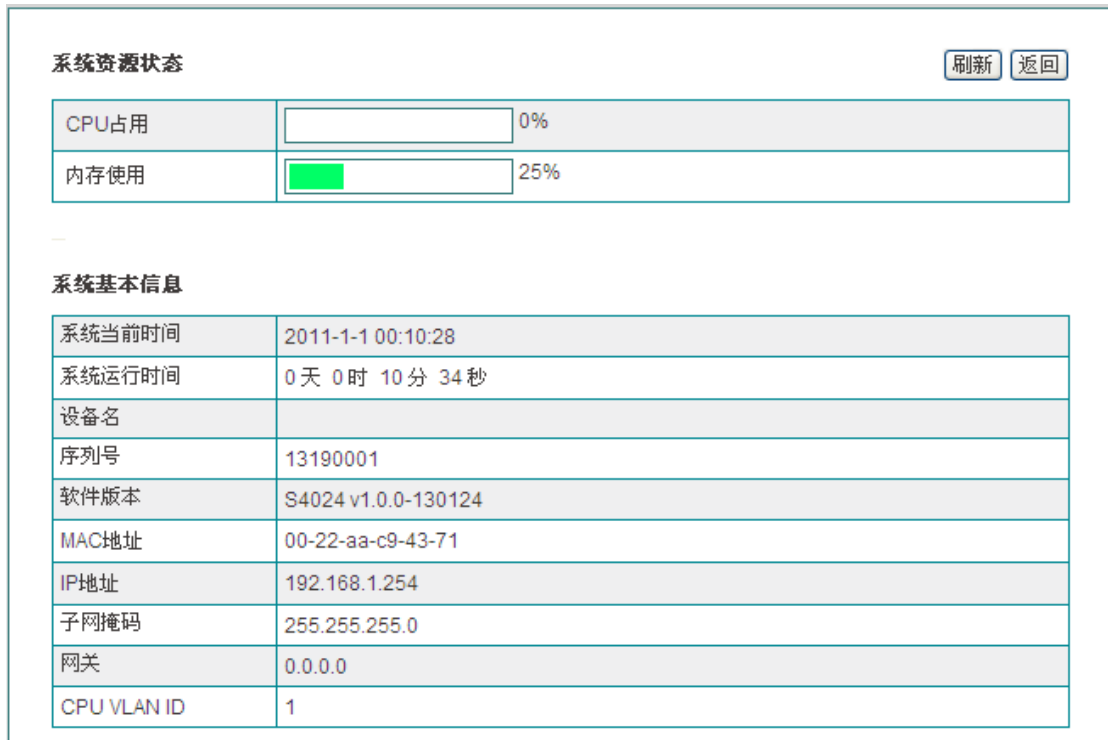 系统资源状态 刷新 返回
CPU占用 0%
内存使用 25%
系统基本信息
系统当前时间 2011-1-1 00:10:28
系统运行时间 0天 0时 10分 34秒
设备名
序列号 13190001
软件版本 S4024 v1.0.0-130124
MAC地址 00-22-aa-c9-43-71
IP地址 192.168.1.254
子网掩码 255.255.255.0
网关 0.0.0.0
CPU VLAN ID 1